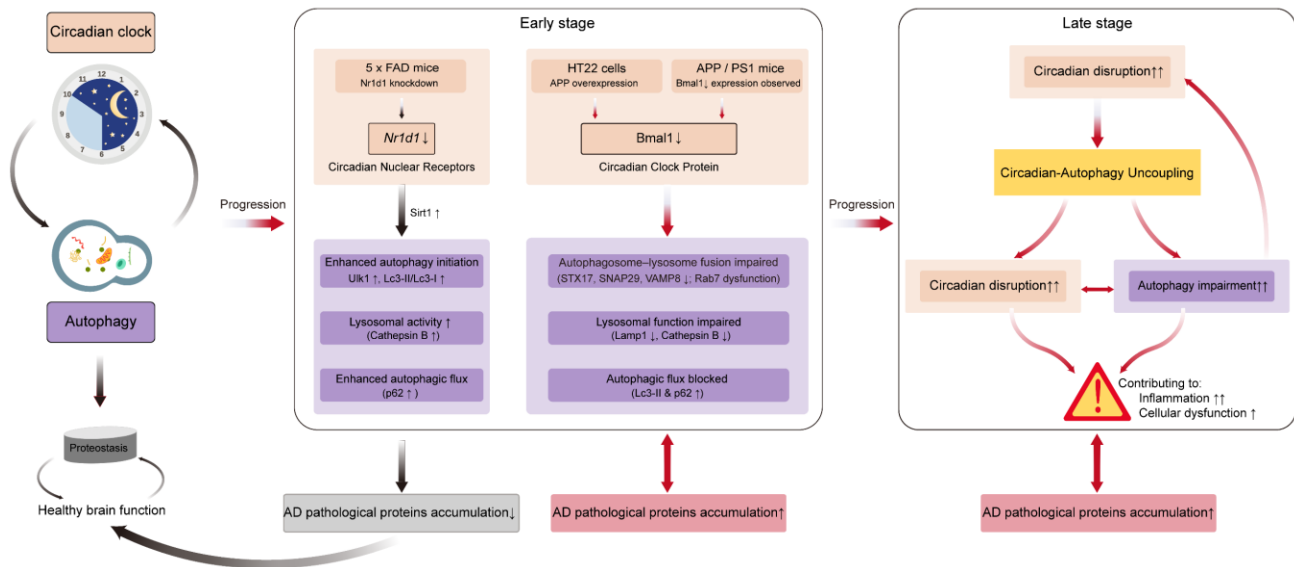 Circadian clock
12
1
2
3
4
5
6
7
8
9
10
11
Autophagy
Proteostasis
Healthy brain function
Progression
Early stage
5 x FAD mice
Nr1d1 knockdown
Nr1d1↓
Circadian Nuclear Receptors
Sirt1 ↑
Enhanced autophagy initiation
Ulk1 ↑, Lc3-II/Lc3-I ↑
Lysosomal activity ↑
(Cathepsin B ↑)
Enhanced autophagic flux
(p62 ↑ )
AD pathological proteins accumulation↓
HT22 cells
APP overexpression
APP / PS1 mice
Bmal1↓ expression observed
Bmal1↓
Circadian Clock Protein
Autophagosome–lysosome fusion impaired
(STX17, SNAP29, VAMP8 ↓; Rab7 dysfunction)
Lysosomal function impaired
(Lamp1 ↓, Cathepsin B ↓)
Autophagic flux blocked
(Lc3-II & p62 ↑)
AD pathological proteins accumulation↑
Progression
Late stage
Circadian disruption↑↑
Circadian-Autophagy Uncoupling
Circadian disruption↑↑
Autophagy impairment↑↑
Contributing to:
Inflammation ↑↑
Cellular dysfunction ↑
AD pathological proteins accumulation↑